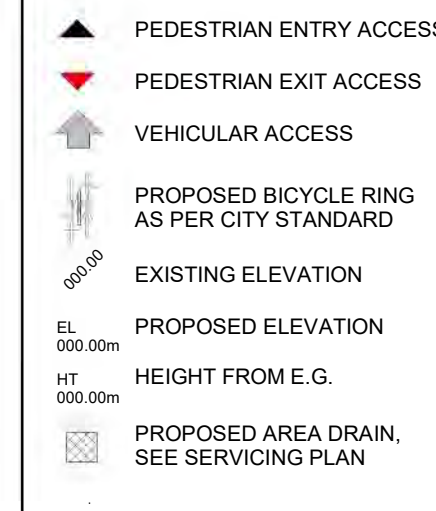 PEDESTRIAN ENTRY ACCESS
PEDESTRIAN EXIT ACCESS
VEHICULAR ACCESS
PROPOSED BICYCLE RING
AS PER CITY STANDARD
000.00 EXISTING ELEVATION
EL PROPOSED ELEVATION
000.00m
HT HEIGHT FROM E.G.
000.00m
PROPOSED AREA DRAIN,
SEE SERVICING PLAN